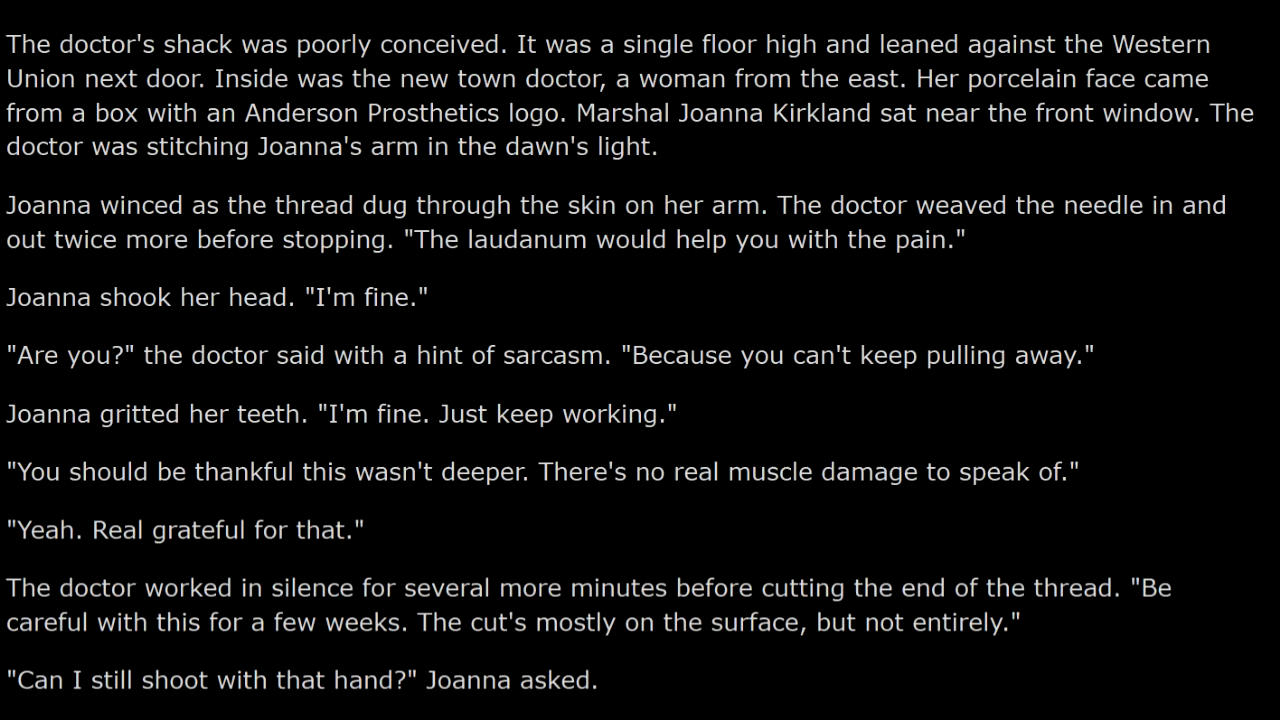 The doctor's shack was poorly conceived. It was a single floor high and leaned against the Western
Union next door. Inside was the new town doctor, a woman from the east. Her porcelain face came
from a box with an Anderson Prosthetics logo. Marshal Joanna Kirkland sat near the front window. The
doctor was stitching Joanna's arm in the dawn's light.
Joanna winced as the thread dug through the skin on her arm. The doctor weaved the needle in and
out twice more before stopping. "The laudanum would help you with the pain."
Joanna shook her head. "I'm fine."
"Are you?" the doctor said with a hint of sarcasm. "Because you can't keep pulling away."
Joanna gritted her teeth. "I'm fine. Just keep working."
"You should be thankful this wasn't deeper. There's no real muscle damage to speak of."
"Yeah. Real grateful for that."
The doctor worked in silence for several more minutes before cutting the end of the thread. "Be
careful with this for a few weeks. The cut's mostly on the surface, but not entirely."
"Can I still shoot with that hand?" Joanna asked.